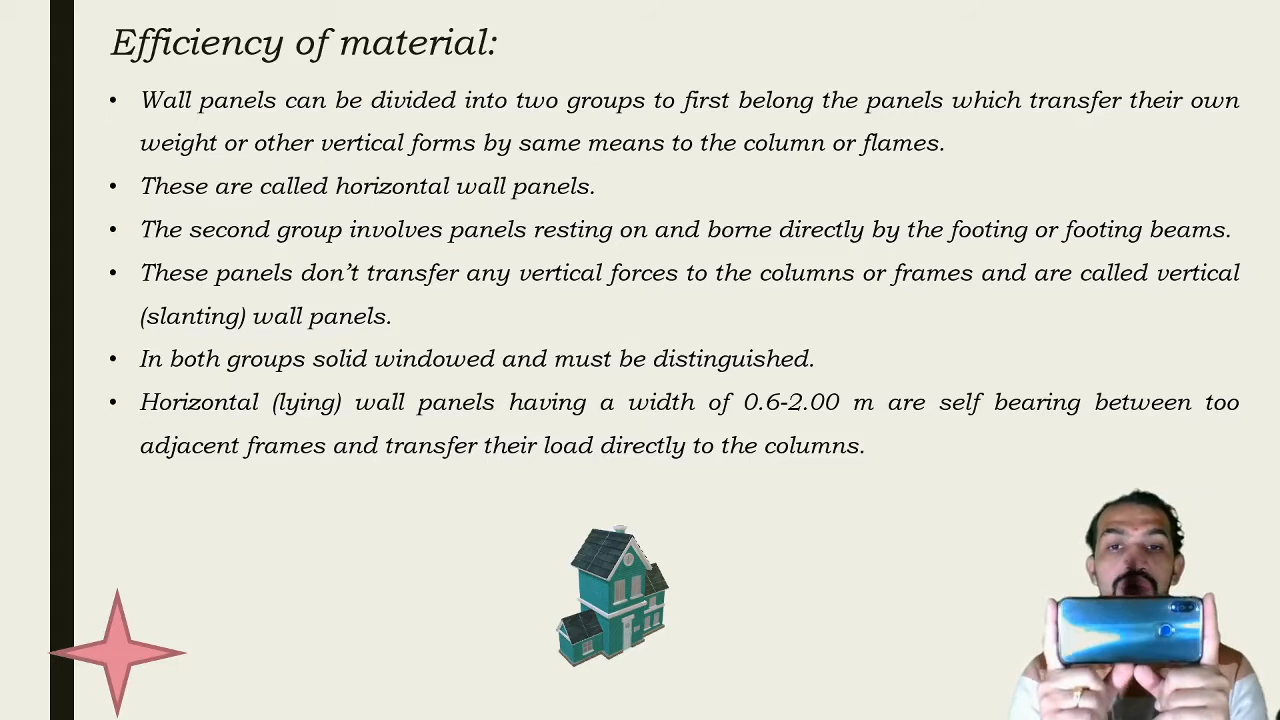 Efficiency of material:
• Wall panels can be divided into two groups to first belong the panels which transfer their own
weight or other vertical forms by same means to the column or flames.
• These are called horizontal wall panels.
• The second group involves panels resting on and borne directly by the footing or footing beams.
• These panels don’t transfer any vertical forces to the columns or frames and are called vertical
(slanting) wall panels.
• In both groups solid windowed and must be distinguished.
• Horizontal (lying) wall panels having a width of 0.6-2.00 m are self bearing between too
adjacent frames and transfer their load directly to the columns.